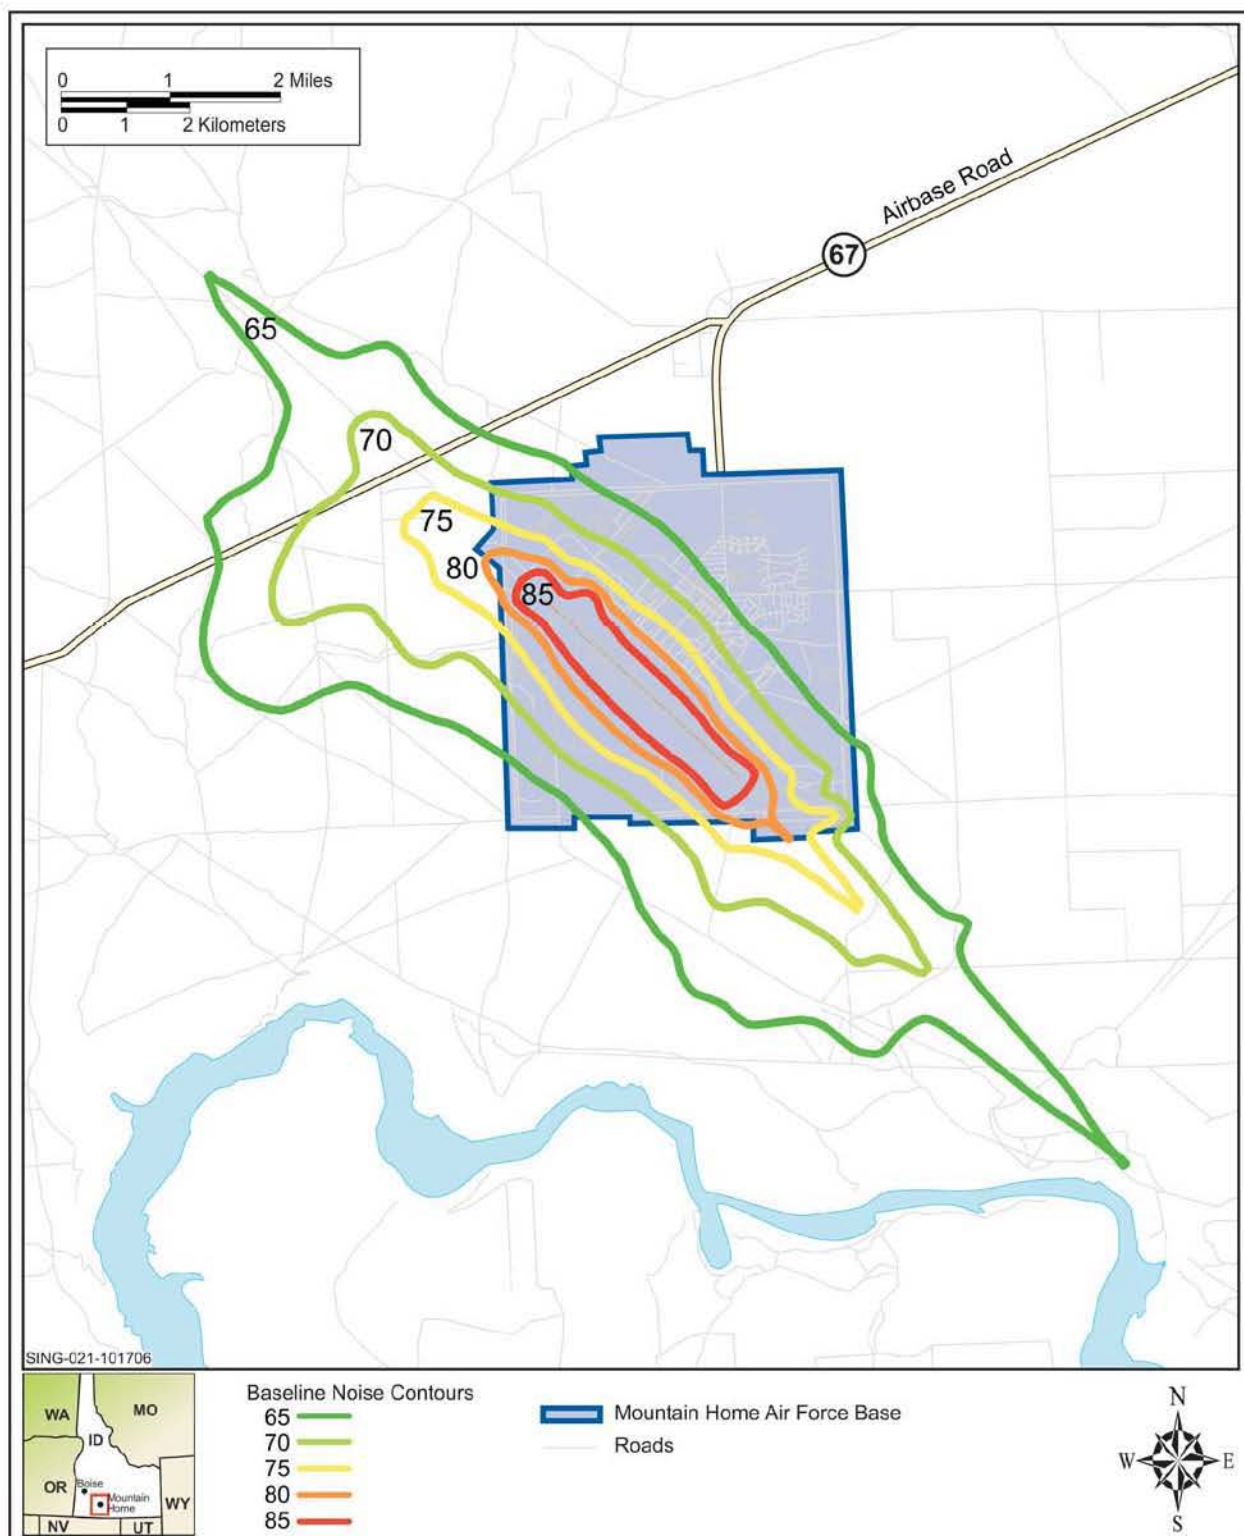 0 1 2 Miles
0 1 2 Kilometers
Airbase Road
67
65
70
75
80
85
SING-021-101706
WA
MO
ID
OR
Boise
Mountain
Home
WY
NV
UT
Baseline Noise Contours
65
70
75
80
85
Mountain Home Air Force Base
Roads
N
W E
S